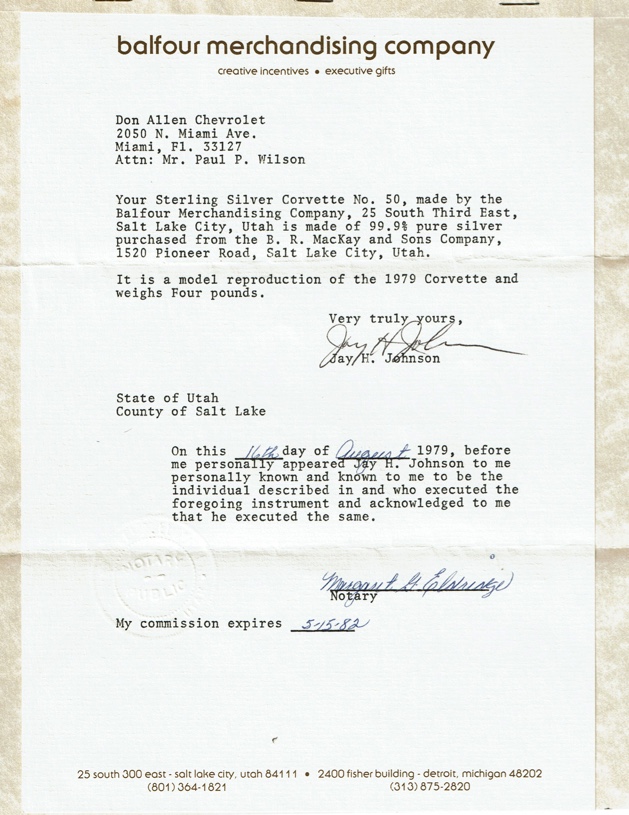 balfour merchandising company
creative incentives • executive gifts
Don Allen Chevrolet
2050 N. Miami Ave.
Miami, Fl. 33127
Attn: Mr. Paul P. Wilson
Your Sterling Silver Corvette No. 50, made by the
Balfour Merchandising Company, 25 South Third East,
Salt Lake City, Utah is made of 99.9% pure silver
purchased from the B. R. MacKay and Sons Company,
1520 Pioneer Road, Salt Lake City, Utah.
It is a model reproduction of the 1979 Corvette and
weighs Four pounds.
Very truly yours,
Jay H Johnson
Jay H. Johnson
State of Utah
County of Salt Lake
On this 16th day of August 1979, before
me personally appeared Jay H. Johnson to me
personally known and known to me to be the
individual described in and who executed the
foregoing instrument and acknowledged to me
that he executed the same.
Margaret G. Eldredge
Notary
NOTARY
PUBLIC
My commission expires 5-15-82
25 south 300 east - salt lake city, utah 84111 • 2400 fisher building - detroit, michigan 48202
(801) 364-1821 (313) 875-2820